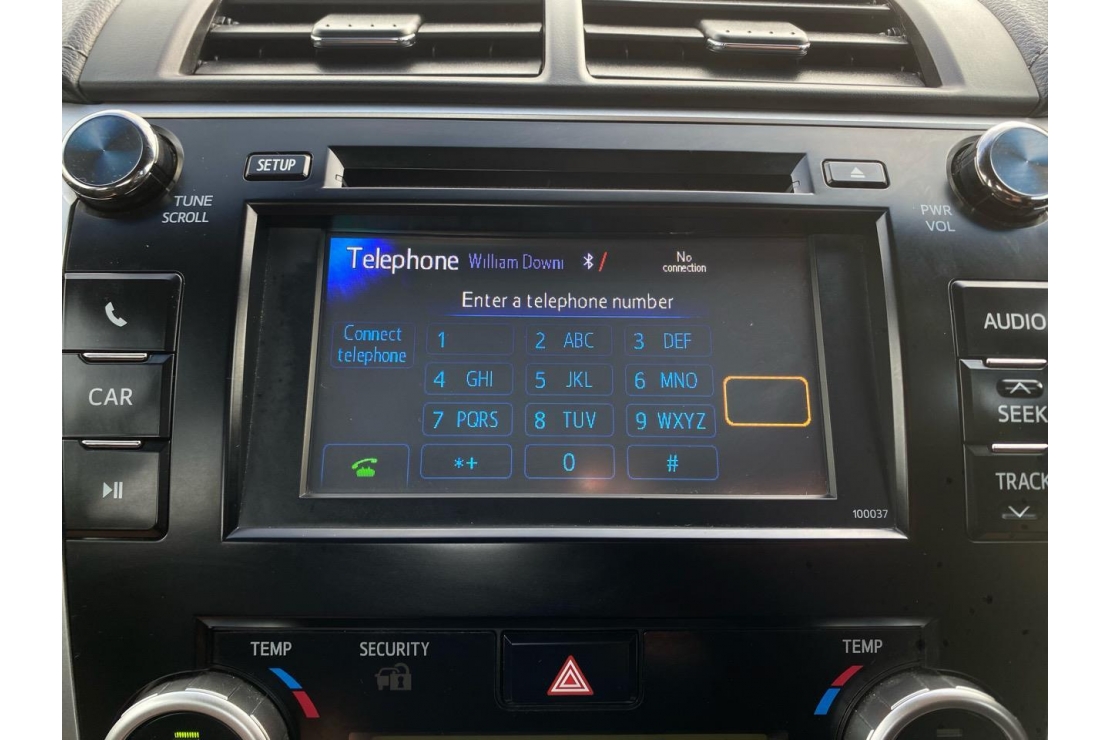 SETUP
TUNE
SCROLL
PWR
VOL
Telephone William Downi No connection
Enter a telephone number
Connect telephone
1 2 ABC 3 DEF
4 GHI 5 JKL 6 MNO
7 PQRS 8 TUV 9 WXYZ
*+ 0 #
CAR
AUDIO
SEEK
TRACK
100037
TEMP SECURITY TEMP